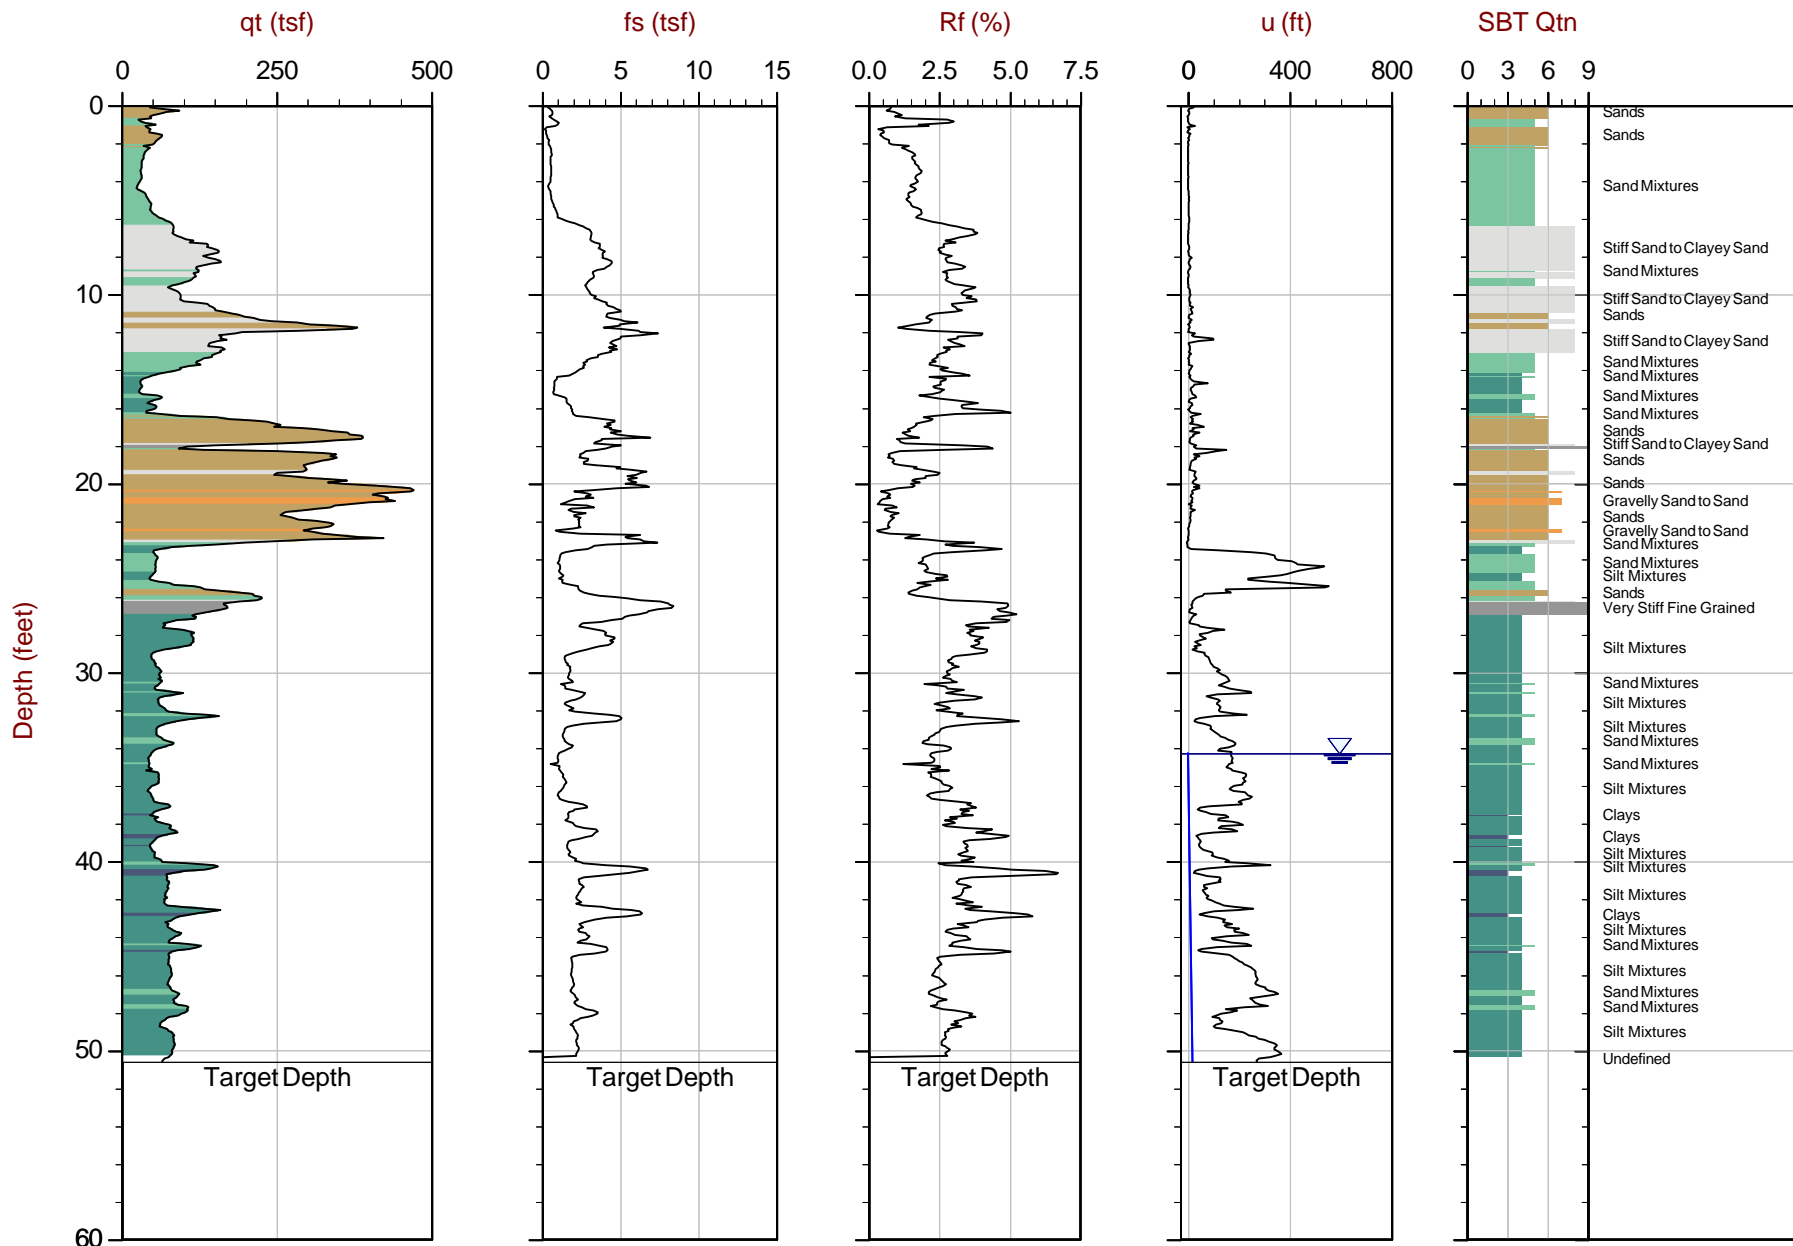 qt (tsf)
fs (tsf)
Rf (%)
u (ft)
SBT Qtn
0 250 500
0 5 10 15
0.0 2.5 5.0 7.5
0 400 800
0 3 6 9
Depth (feet)
0
10
20
30
40
50
60
Sands
Sands
Sand Mixtures
Stiff Sand to Clayey Sand
Sand Mixtures
Stiff Sand to Clayey Sand
Sands
Stiff Sand to Clayey Sand
Sand Mixtures
Sand Mixtures
Sand Mixtures
Sand Mixtures
Sands
Stiff Sand to Clayey Sand
Sands
Sands
Gravelly Sand to Sand
Sands
Gravelly Sand to Sand
Sand Mixtures
Sand Mixtures
Silt Mixtures
Sands
Very Stiff Fine Grained
Silt Mixtures
Sand Mixtures
Silt Mixtures
Silt Mixtures
Sand Mixtures
Sand Mixtures
Silt Mixtures
Clays
Clays
Silt Mixtures
Silt Mixtures
Silt Mixtures
Clays
Silt Mixtures
Sand Mixtures
Silt Mixtures
Sand Mixtures
Sand Mixtures
Silt Mixtures
Undefined
Target Depth
Target Depth
Target Depth
Target Depth